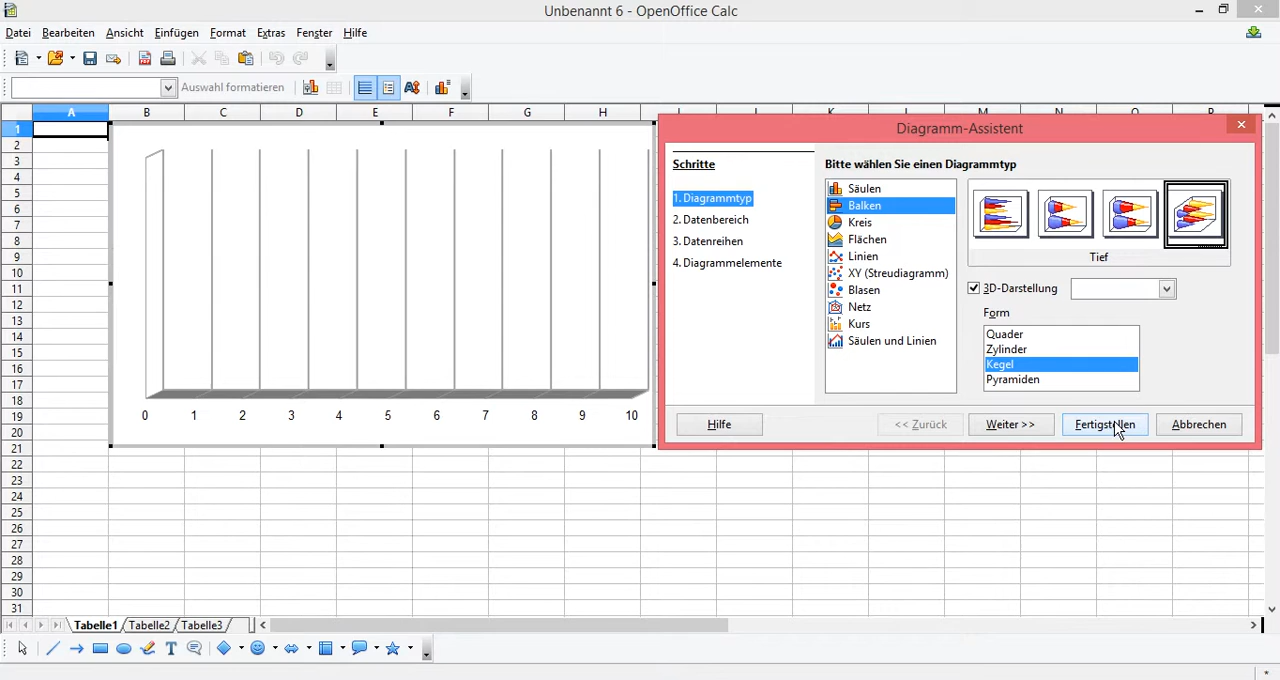 Unbenannt 6 - OpenOffice Calc
Datei Bearbeiten Ansicht Einfügen Format Extras Fenster Hilfe
Auswahl formatieren
A B C D E F G H I J K L M N O P
1
2
3
4
5
6
7
8
9
10
11
12
13
14
15
16
17
18
19
20
21
22
23
24
25
26
27
28
29
30
31
0 1 2 3 4 5 6 7 8 9 10
Diagramm-Assistent
Schritte
1. Diagrammtyp
2. Datenbereich
3. Datenreihen
4. Diagrammelemente
Bitte wählen Sie einen Diagrammtyp
Säulen
Balken
Kreis
Flächen
Linien
XY (Streudiagramm)
Blasen
Netz
Kurs
Säulen und Linien
Tief
3D-Darstellung
Form
Quader
Zylinder
Kegel
Pyramiden
Hilfe << Zurück Weiter >> Fertigstellen Abbrechen
Tabelle1 Tabelle2 Tabelle3